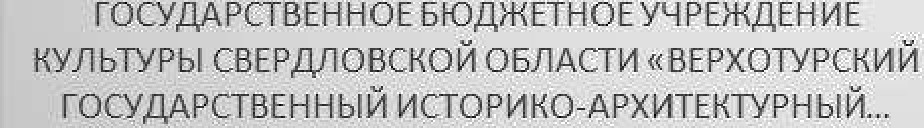 ГОСУДАРСТВЕННОЕ БЮДЖЕТНОЕ УЧРЕЖДЕНИЕ
КУЛЬТУРЫ СВЕРДЛОВСКОЙ ОБЛАСТИ «ВЕРХОТУРСКИЙ
ГОСУДАРСТВЕННЫЙ ИСТОРИКО-АРХИТЕКТУРНЫЙ...